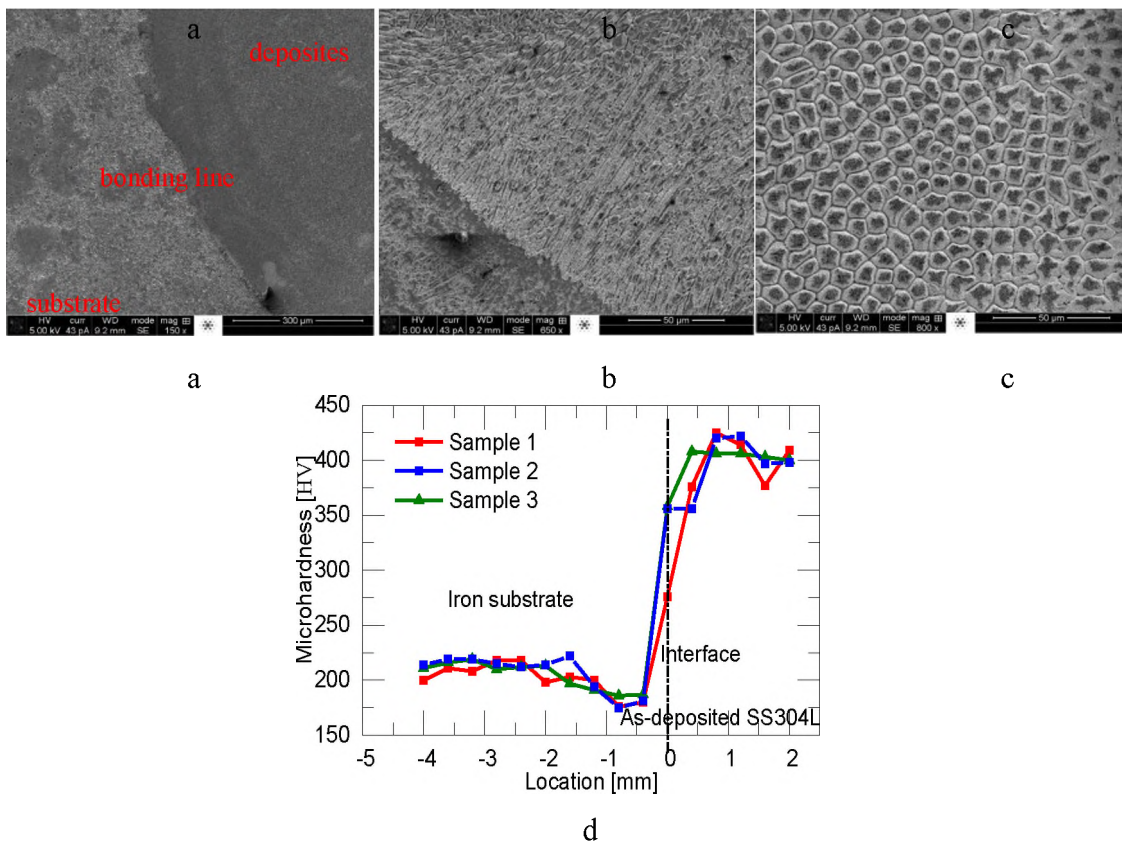 a
deposites
bonding line
substrate
HV curr WD mode mag
5.00 kV 43 pA 9.2 mm SE 150 x
300 µm
b
HV curr WD mode mag
5.00 kV 43 pA 9.2 mm SE 650 x
50 µm
c
HV curr WD mode mag
5.00 kV 43 pA 9.2 mm SE 800 x
50 µm
a
b
c
Microhardness [HV]
450
400
350
300
250
200
150
Sample 1
Sample 2
Sample 3
Iron substrate
Interface
As-deposited SS304L
-5 -4 -3 -2 -1 0 1 2
Location [mm]
d